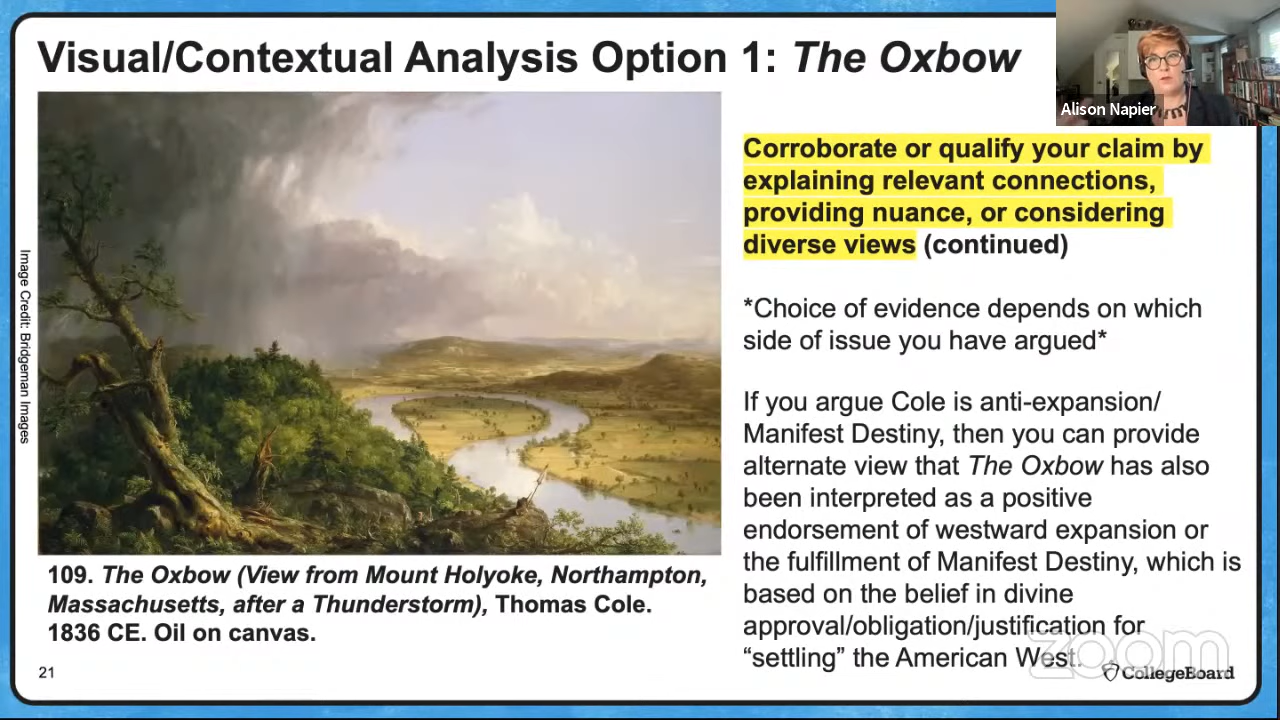 Visual/Contextual Analysis Option 1: The Oxbow
Alison Napier
Image Credit: Bridgeman Images
109. The Oxbow (View from Mount Holyoke, Northampton,
Massachusetts, after a Thunderstorm), Thomas Cole.
1836 CE. Oil on canvas.
Corroborate or qualify your claim by
explaining relevant connections,
providing nuance, or considering
diverse views (continued)
*Choice of evidence depends on which
side of issue you have argued*
If you argue Cole is anti-expansion/
Manifest Destiny, then you can provide
alternate view that The Oxbow has also
been interpreted as a positive
endorsement of westward expansion or
the fulfillment of Manifest Destiny, which is
based on the belief in divine
approval/obligation/justification for
“settling” the American West.
zoom
21
CollegeBoard